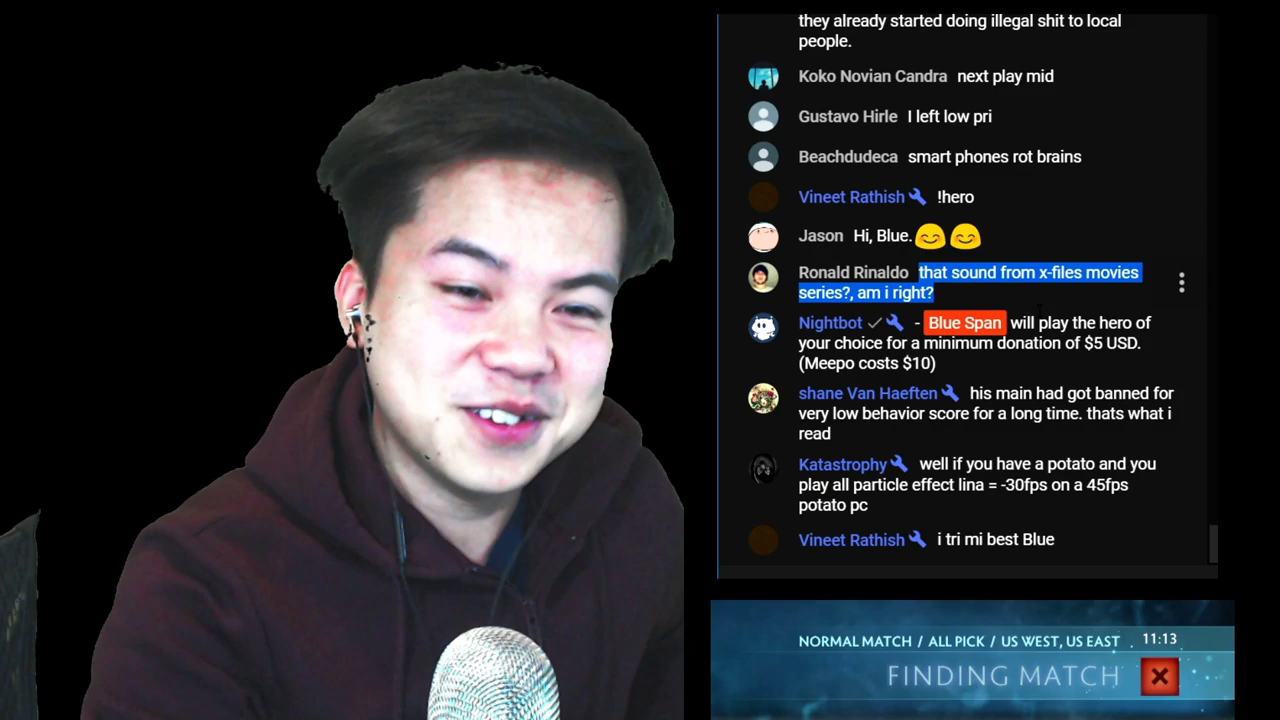 they already started doing illegal shit to local
people.
Koko Novian Candra next play mid
Gustavo Hirle I left low pri
Beachdudeca smart phones rot brains
Vineet Rathish !hero
Jason Hi, Blue.😊😊
Ronald Rinaldo that sound from x-files movies
series?, am i right?
Nightbot - Blue Span will play the hero of
your choice for a minimum donation of $5 USD.
(Meepo costs $10)
shane Van Haeften his main had got banned for
very low behavior score for a long time. thats what i
read
Katastrophy well if you have a potato and you
play all particle effect lina = -30fps on a 45fps
potato pc
Vineet Rathish i tri mi best Blue
NORMAL MATCH / ALL PICK / US WEST, US EAST . 11:13
FINDING MATCH